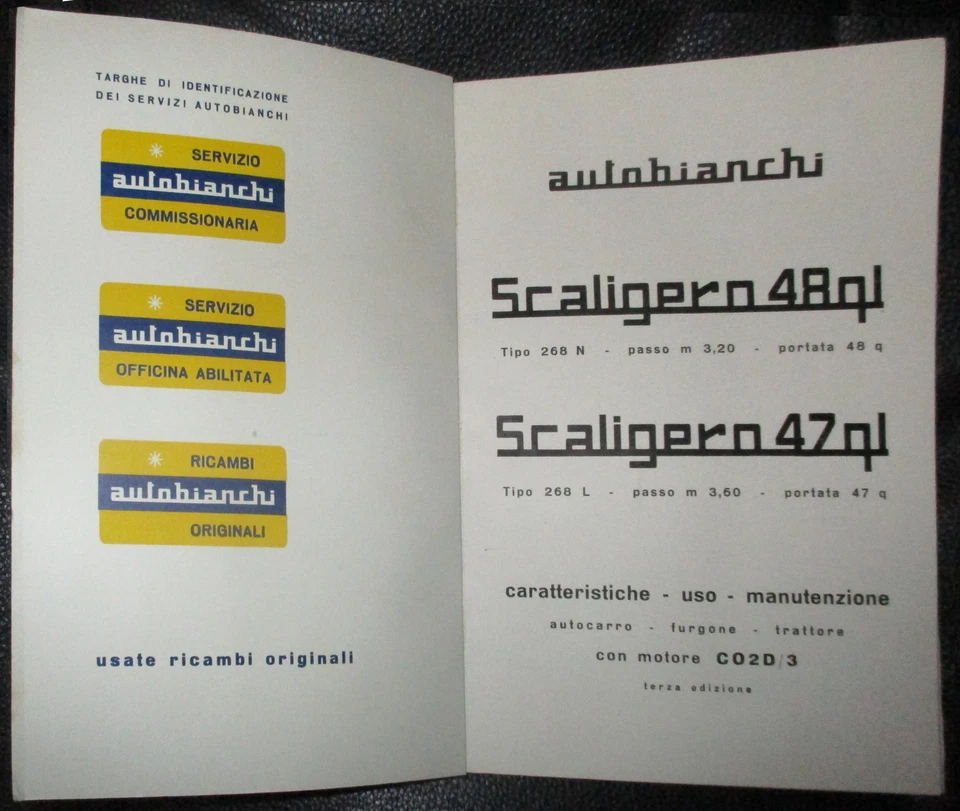 TARGHE DI IDENTIFICAZIONE
DEI SERVIZI AUTOBIANCHI
SERVIZIO
autobianchi
COMMISSIONARIA
SERVIZIO
autobianchi
OFFICINA ABILITATA
RICAMBI
autobianchi
ORIGINALI
usate ricambi originali
autobianchi
Scaligero 48ql
Tipo 268 N - passo m 3,20 - portata 48 q
Scaligero 47ql
Tipo 268 L - passo m 3,60 - portata 47 q
caratteristiche - uso - manutenzione
autocarro - furgone - trattore
con motore CO2D/3
terza edizione